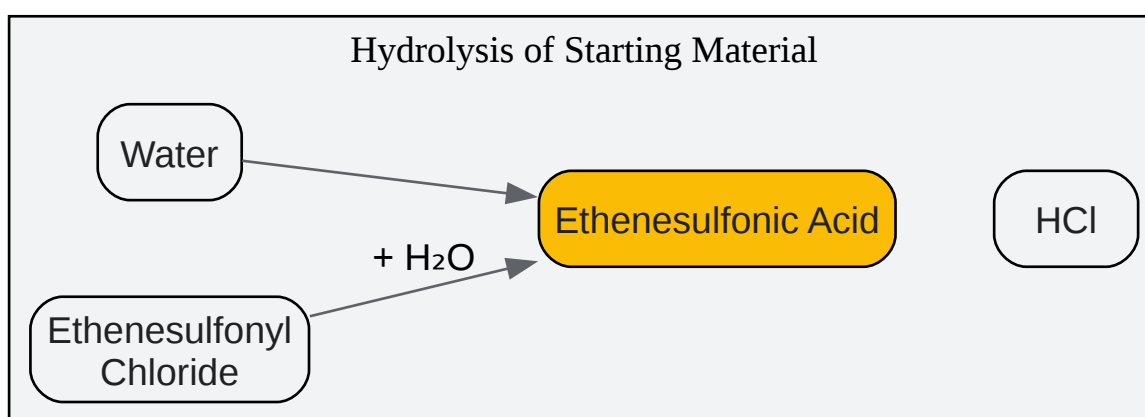 Hydrolysis of Starting Material
Water
Ethenesulfonic Acid
HCl
+ H₂O
Ethenesulfonyl
Chloride